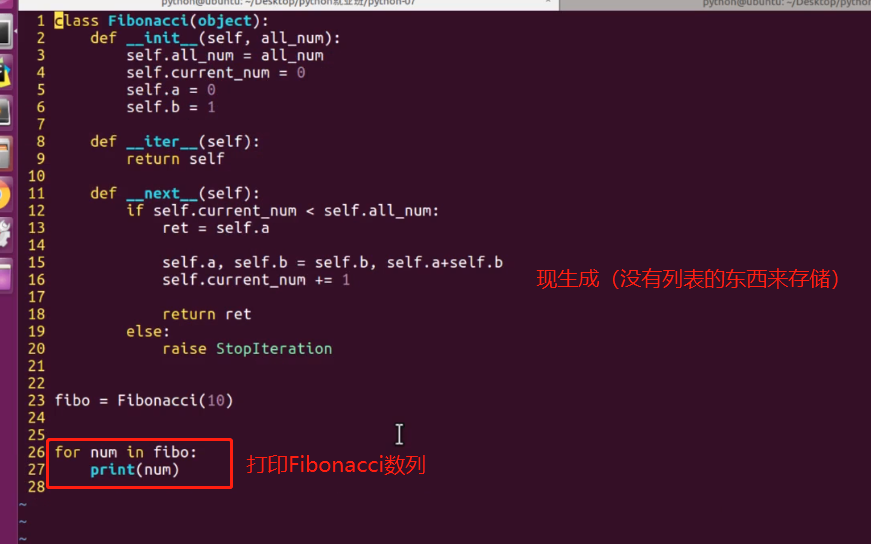 python@ubuntu: ~/Desktop/python就业班/python-07
python@ubuntu: ~/Desktop/python
1 class Fibonacci(object):
2     def __init__(self, all_num):
3         self.all_num = all_num
4         self.current_num = 0
5         self.a = 0
6         self.b = 1
7
8     def __iter__(self):
9         return self
10
11     def __next__(self):
12         if self.current_num < self.all_num:
13             ret = self.a
14
15             self.a, self.b = self.b, self.a+self.b
16             self.current_num += 1
现生成（没有列表的东西来存储）
17
18             return ret
19         else:
20             raise StopIteration
21
22
23 fibo = Fibonacci(10)
24
25
26 for num in fibo:
27     print(num)
打印Fibonacci数列
28
~
~
~